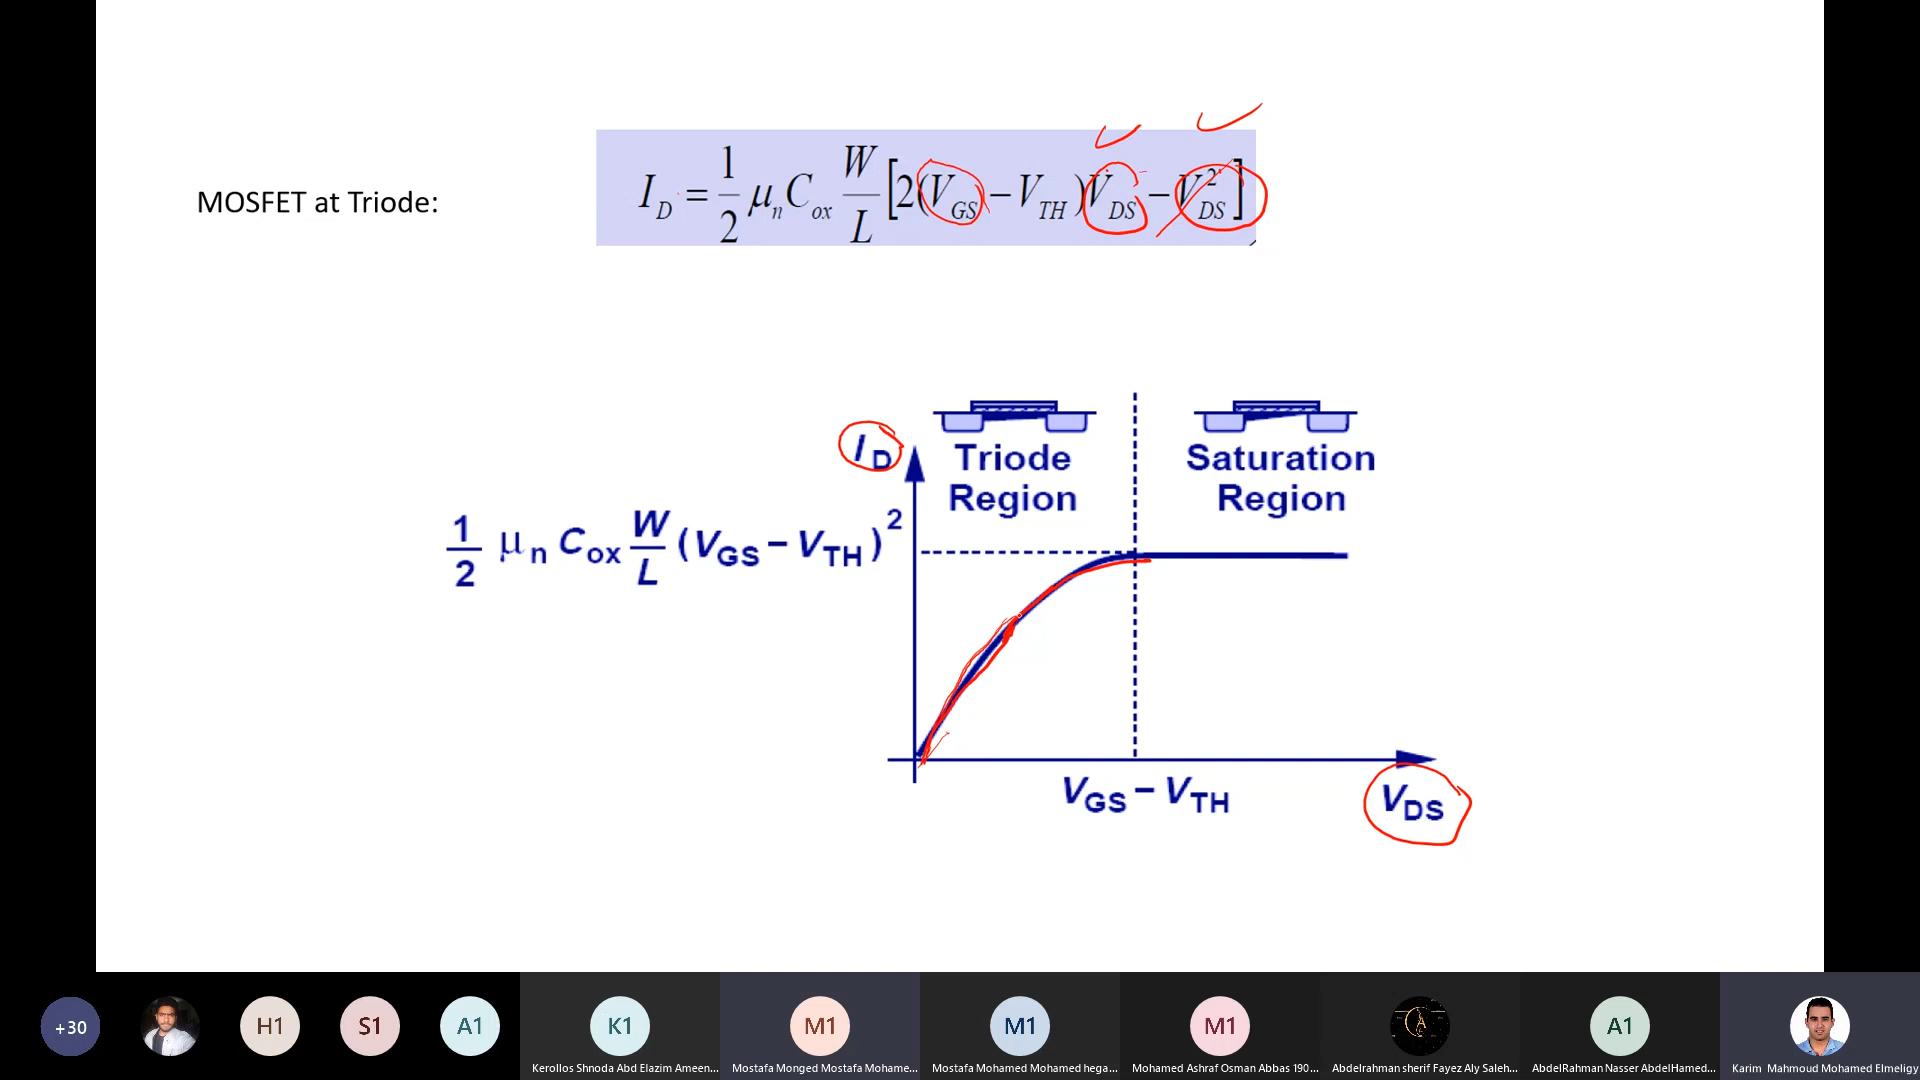 MOSFET at Triode:
I_D = 1/2 μ_n C_ox W/L [2(V_GS − V_TH)V_DS − V_DS^2]
I_D
Triode
Region
Saturation
Region
1/2 μ_n C_ox W/L (V_GS − V_TH)^2
V_GS − V_TH
V_DS
+30
H1
S1
A1
K1
M1
M1
M1
CA
A1
Kerollos Shnoda Abd Elazim Ameen...
Mostafa Monged Mostafa Mohame...
Mostafa Mohamed Mohamed hega...
Mohamed Ashraf Osman Abbas 190...
Abdelrahman sherif Fayez Aly Saleh...
AbdelRahman Nasser AbdelHamed...
Karim Mahmoud Mohamed Elmeligy